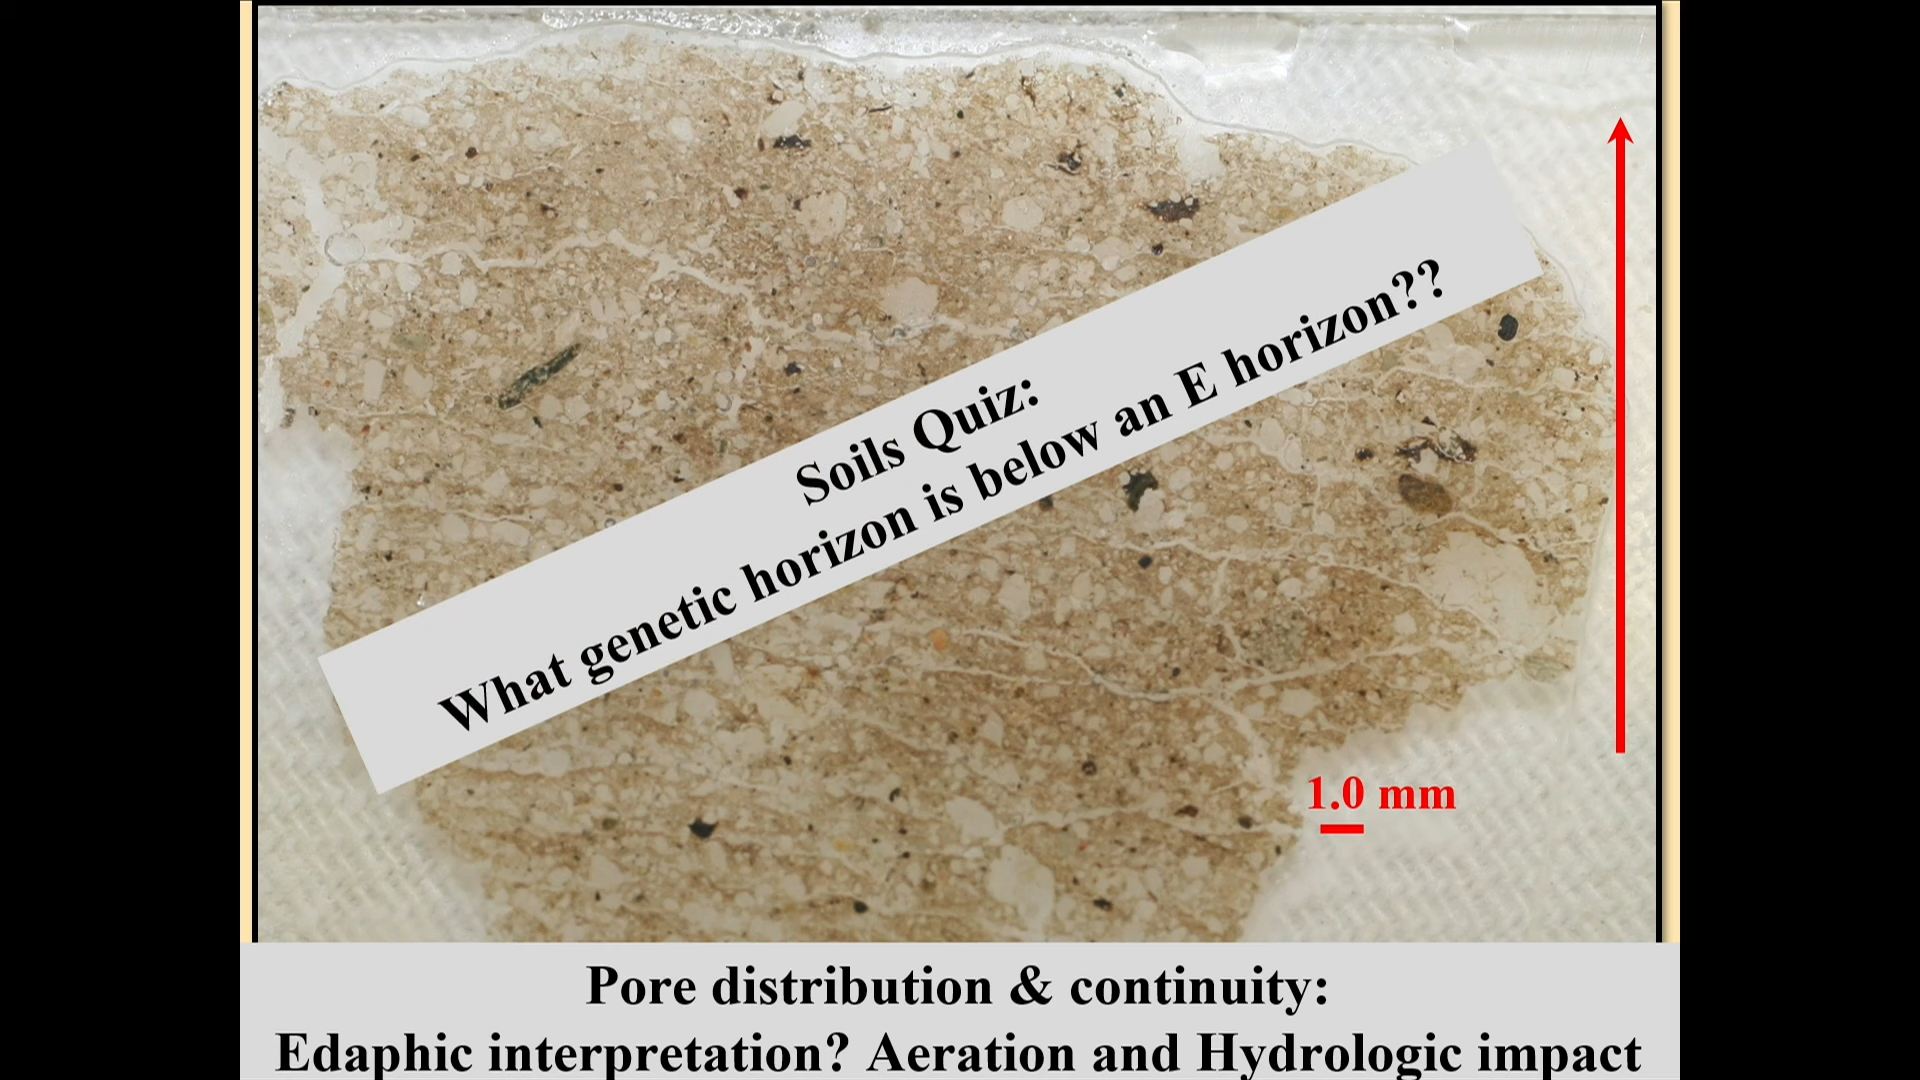 Soils Quiz:
What genetic horizon is below an E horizon??
1.0 mm
Pore distribution & continuity:
Edaphic interpretation? Aeration and Hydrologic impact